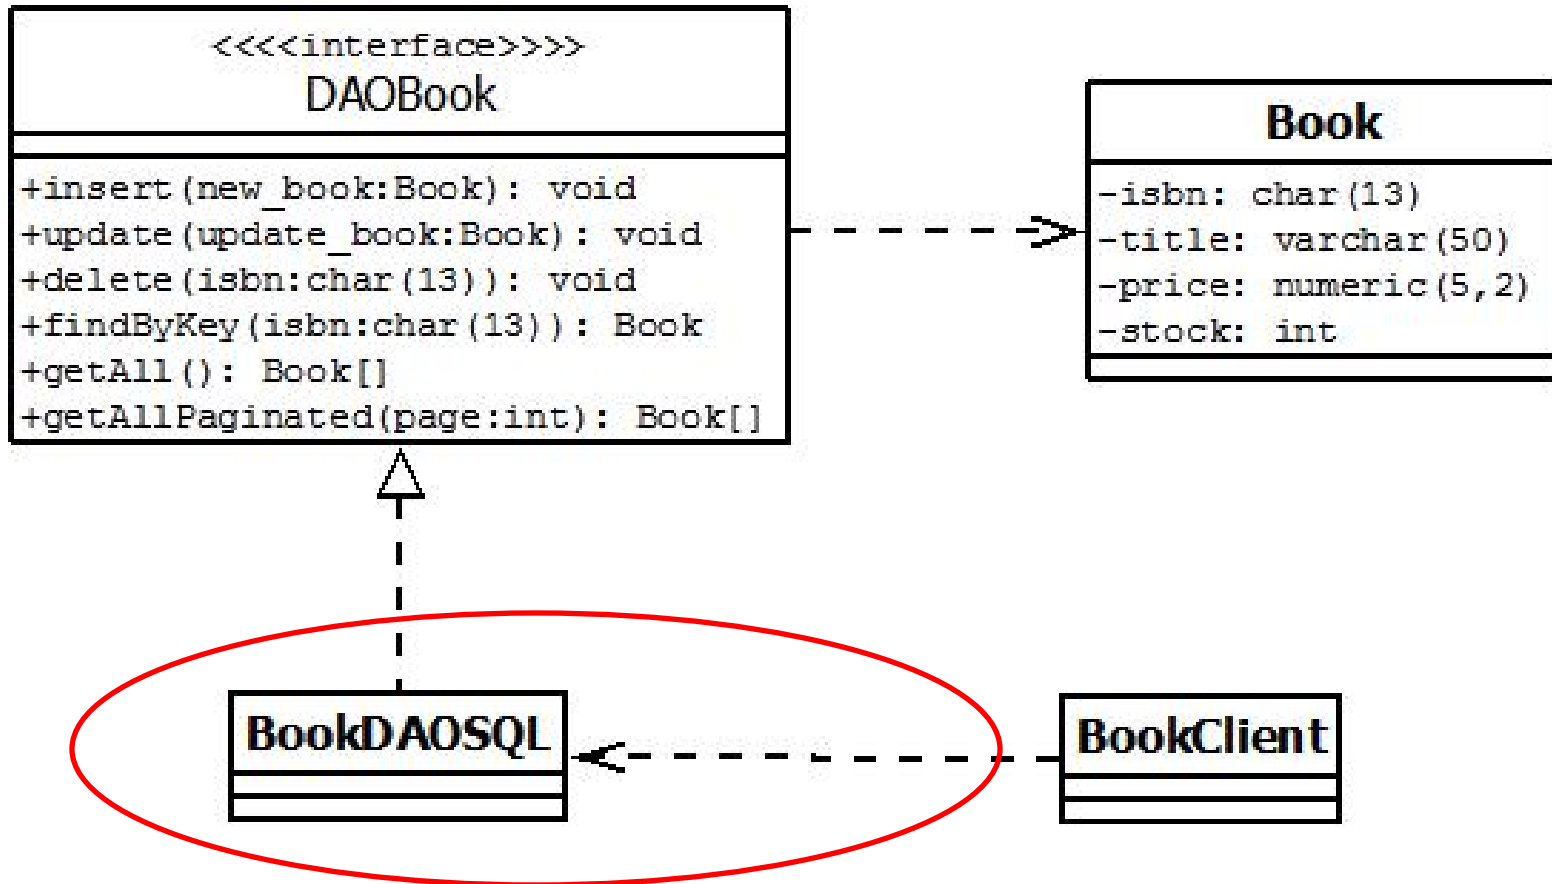 <<<<interface>>>>
DAOBook
+insert(new_book:Book): void
+update(update_book:Book): void
+delete(isbn:char(13)): void
+findByKey(isbn:char(13)): Book
+getAll(): Book[]
+getAllPaginated(page:int): Book[]
Book
-isbn: char(13)
-title: varchar(50)
-price: numeric(5,2)
-stock: int
BookDAOSQL
BookClient